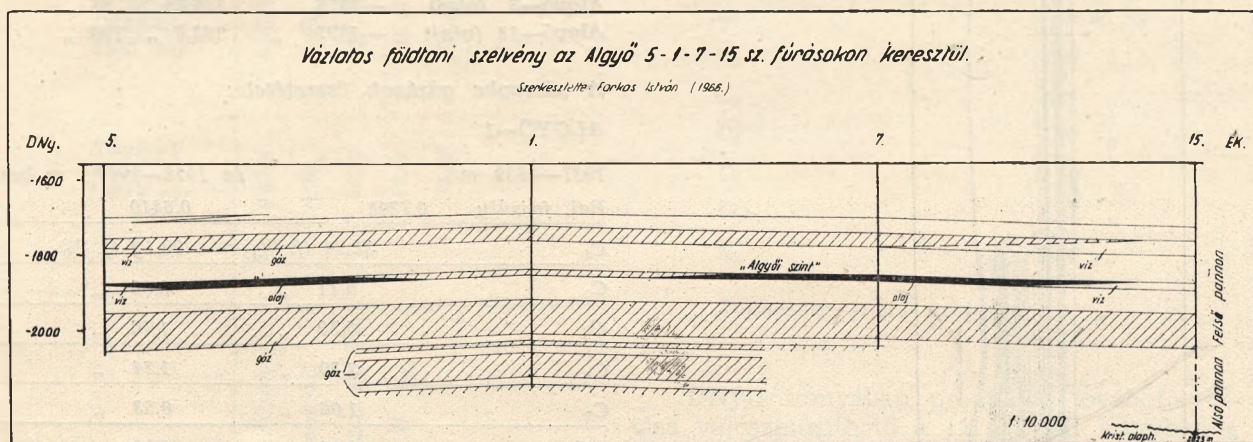 Vázlatos földtani szelvény az Algyő 5-1-7-15 sz. fúrásokon keresztül.
Szerkesztette: Farkas István (1966.)
DNy. 5. 1. 7. 15. ÉK.
-1600
-1800
-2000
víz gáz víz
„Algyői szint"
víz olaj olaj víz
gáz
gáz
Alsó pannon Felső pannon
1:10 000
Krist. alaph.